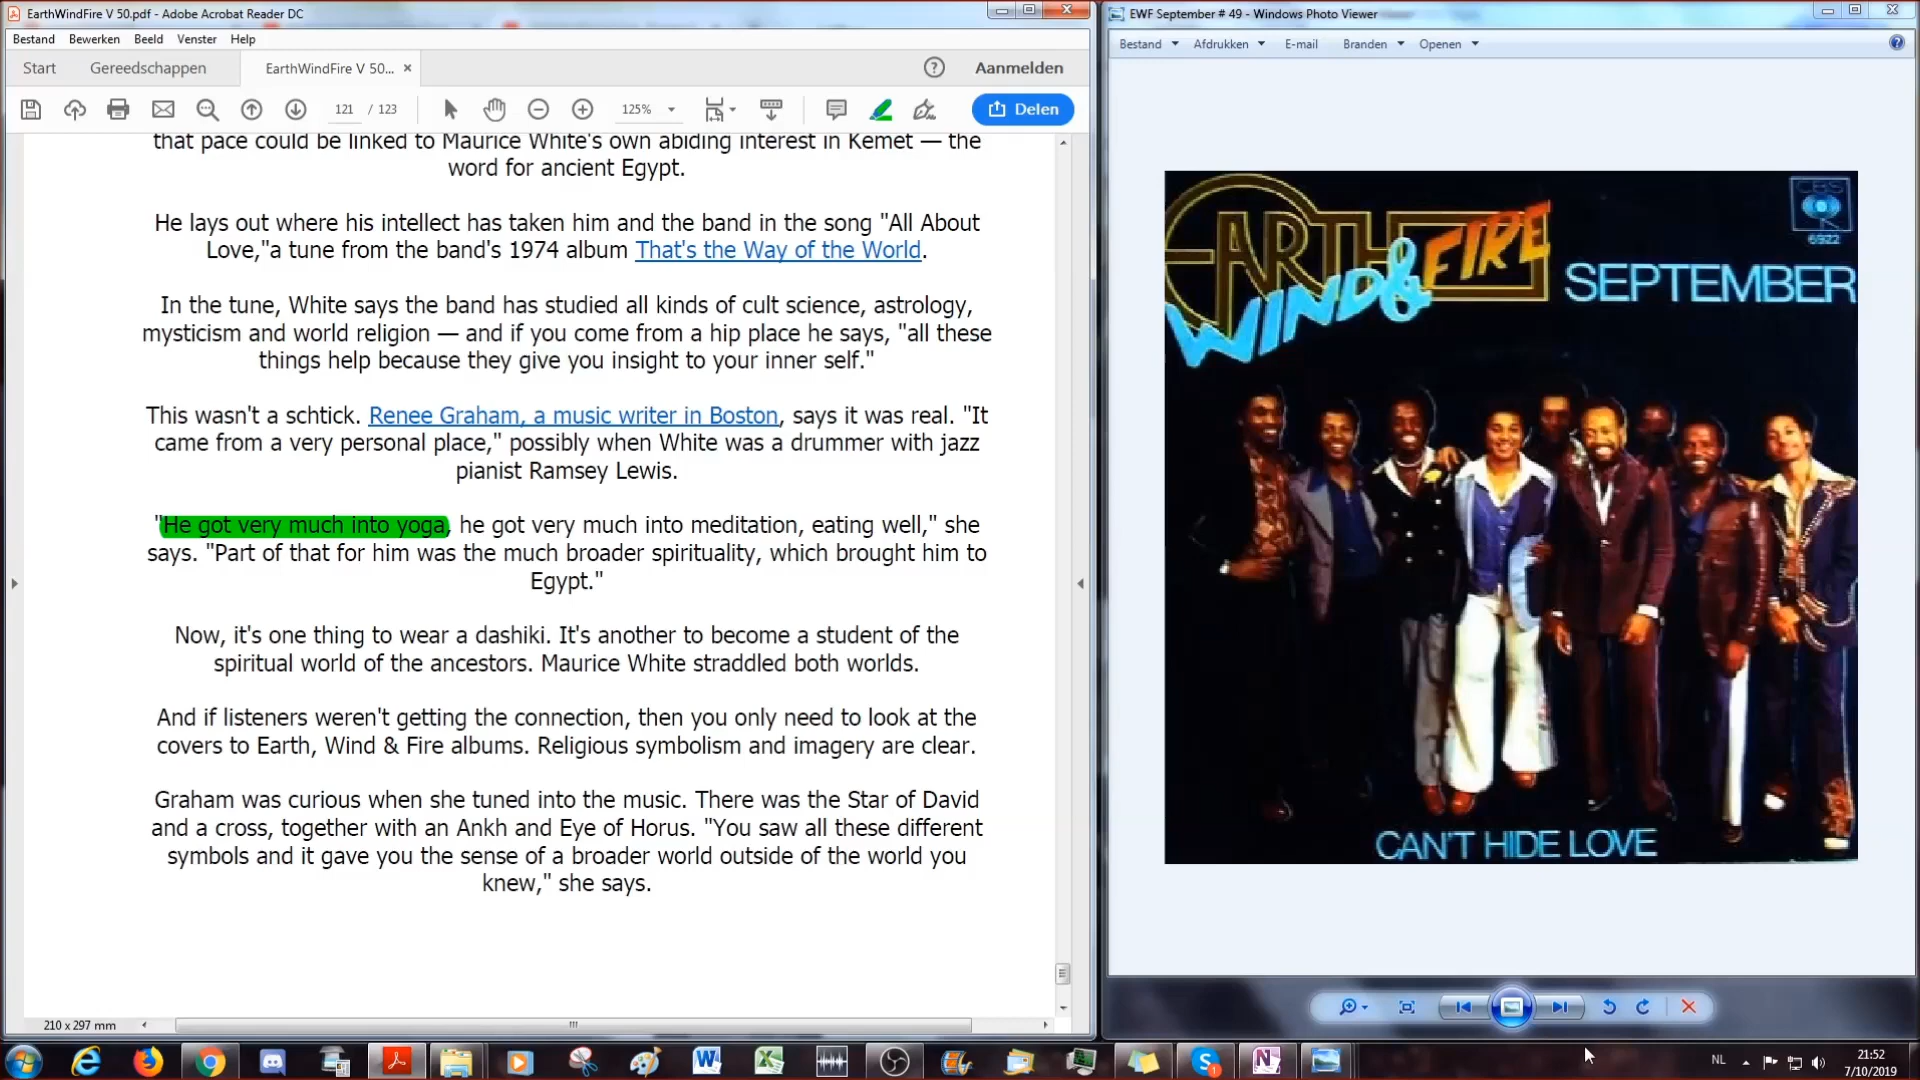 EarthWindFire V 50.pdf - Adobe Acrobat Reader DC
Bestand Bewerken Beeld Venster Help
Start Gereedschappen EarthWindFire V 50... × Aanmelden
121 / 123 125% Delen
that pace could be linked to Maurice White's own abiding interest in Kemet — the
word for ancient Egypt.
He lays out where his intellect has taken him and the band in the song "All About
Love,"a tune from the band's 1974 album That's the Way of the World.
In the tune, White says the band has studied all kinds of cult science, astrology,
mysticism and world religion — and if you come from a hip place he says, "all these
things help because they give you insight to your inner self."
This wasn't a schtick. Renee Graham, a music writer in Boston, says it was real. "It
came from a very personal place," possibly when White was a drummer with jazz
pianist Ramsey Lewis.
"He got very much into yoga, he got very much into meditation, eating well," she
says. "Part of that for him was the much broader spirituality, which brought him to
Egypt."
Now, it's one thing to wear a dashiki. It's another to become a student of the
spiritual world of the ancestors. Maurice White straddled both worlds.
And if listeners weren't getting the connection, then you only need to look at the
covers to Earth, Wind & Fire albums. Religious symbolism and imagery are clear.
Graham was curious when she tuned into the music. There was the Star of David
and a cross, together with an Ankh and Eye of Horus. "You saw all these different
symbols and it gave you the sense of a broader world outside of the world you
knew," she says.
210 x 297 mm
EWF September # 49 - Windows Photo Viewer
Bestand Afdrukken E-mail Branden Openen
EARTH
WIND & FIRE
SEPTEMBER
CBS
6922
CAN'T HIDE LOVE
NL
21:52
7/10/2019